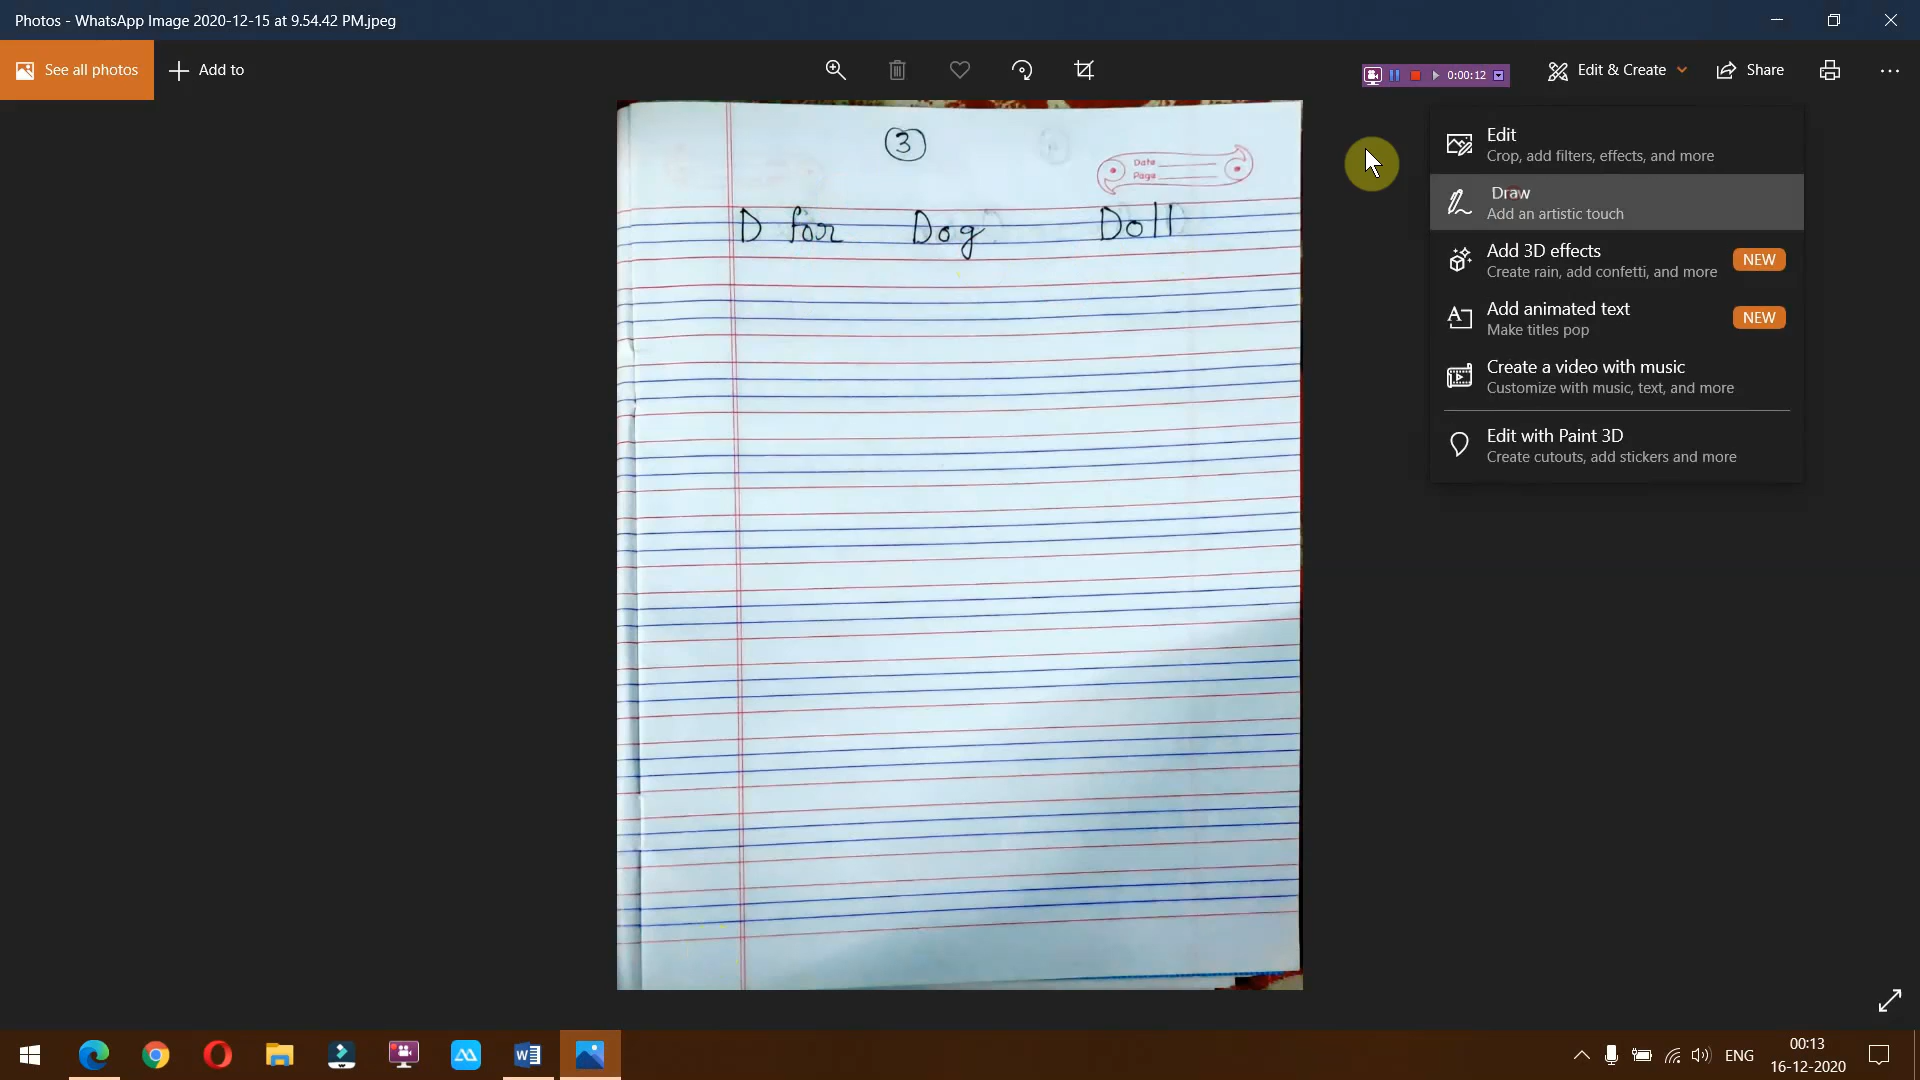 Photos - WhatsApp Image 2020-12-15 at 9.54.42 PM.jpeg
See all photos
Add to
0:00:12
Edit & Create
Share
3
Date
Page
D for Dog Doll
Edit
Crop, add filters, effects, and more
Draw
Add an artistic touch
Add 3D effects
Create rain, add confetti, and more
NEW
Add animated text
Make titles pop
NEW
Create a video with music
Customize with music, text, and more
Edit with Paint 3D
Create cutouts, add stickers and more
ENG
00:13
16-12-2020